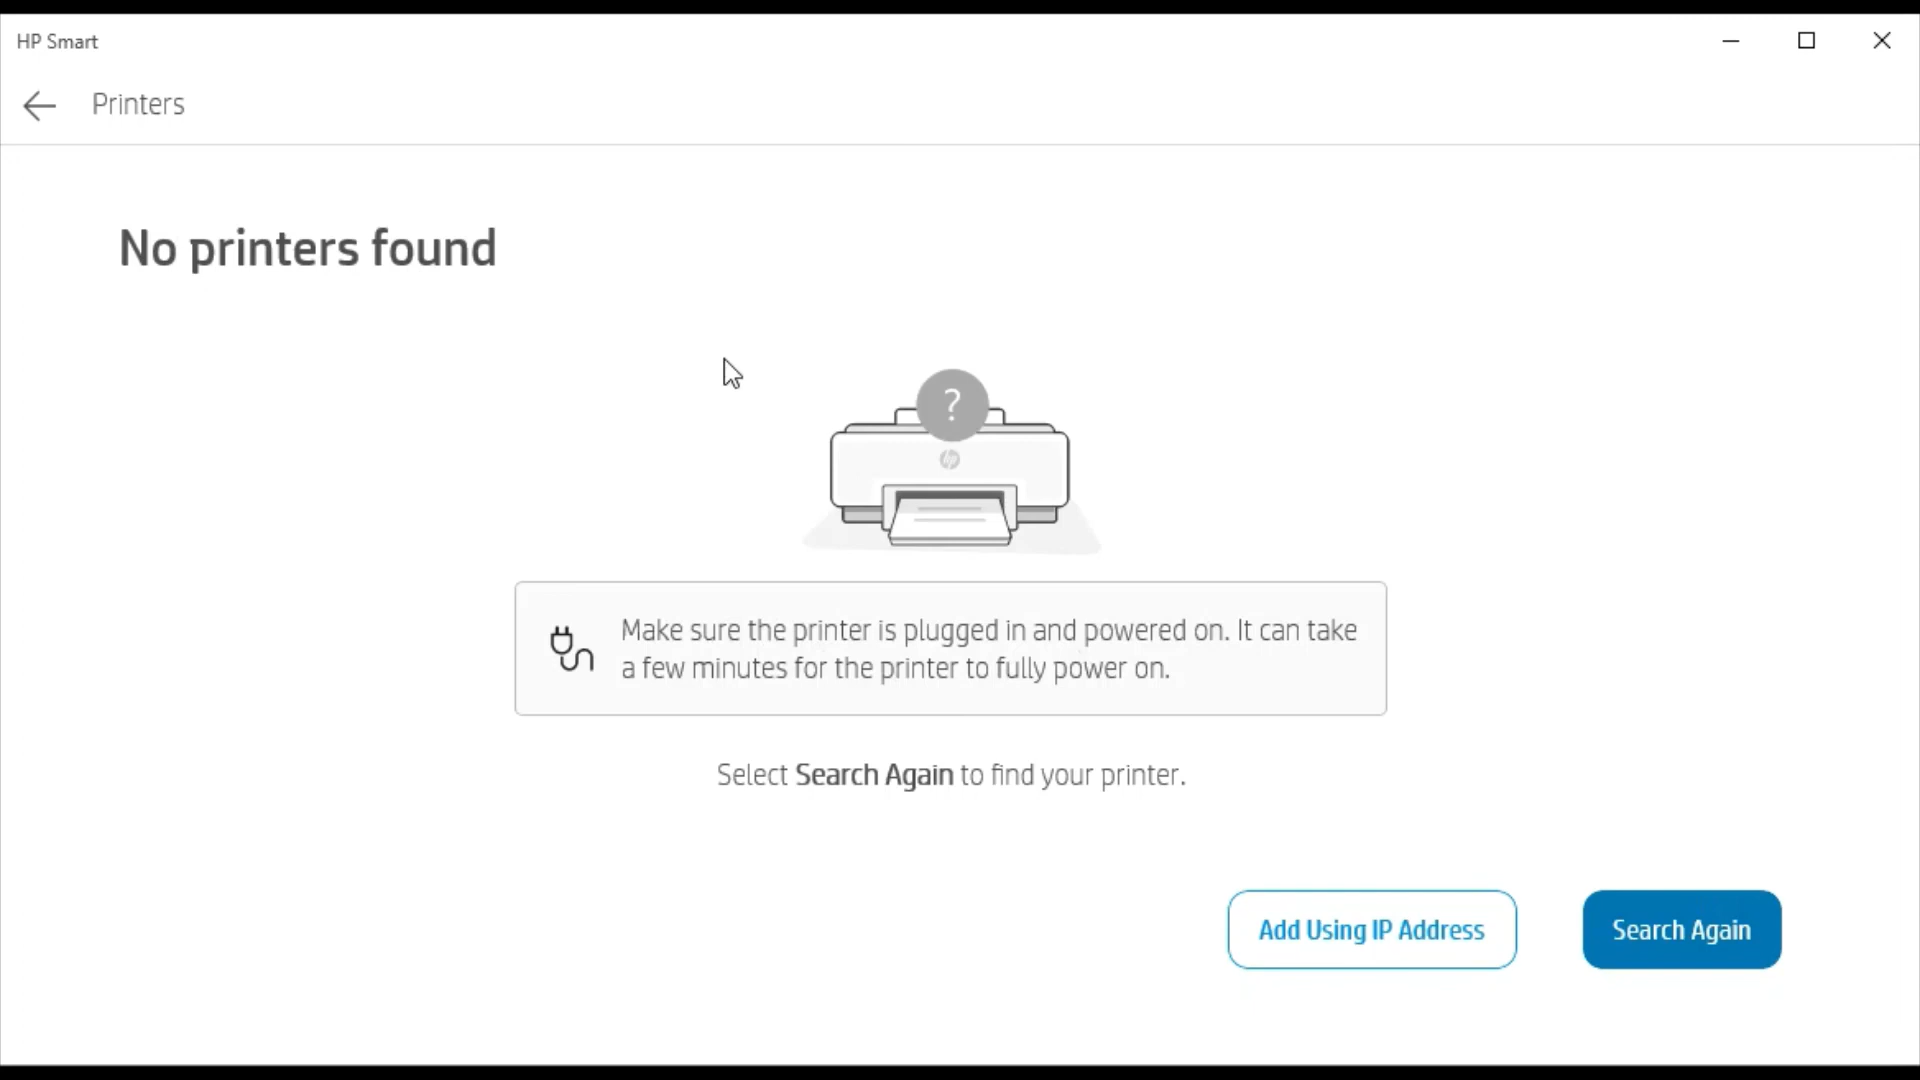 HP Smart
Printers
No printers found
?
hp
Make sure the printer is plugged in and powered on. It can take
a few minutes for the printer to fully power on.
Select Search Again to find your printer.
Add Using IP Address
Search Again